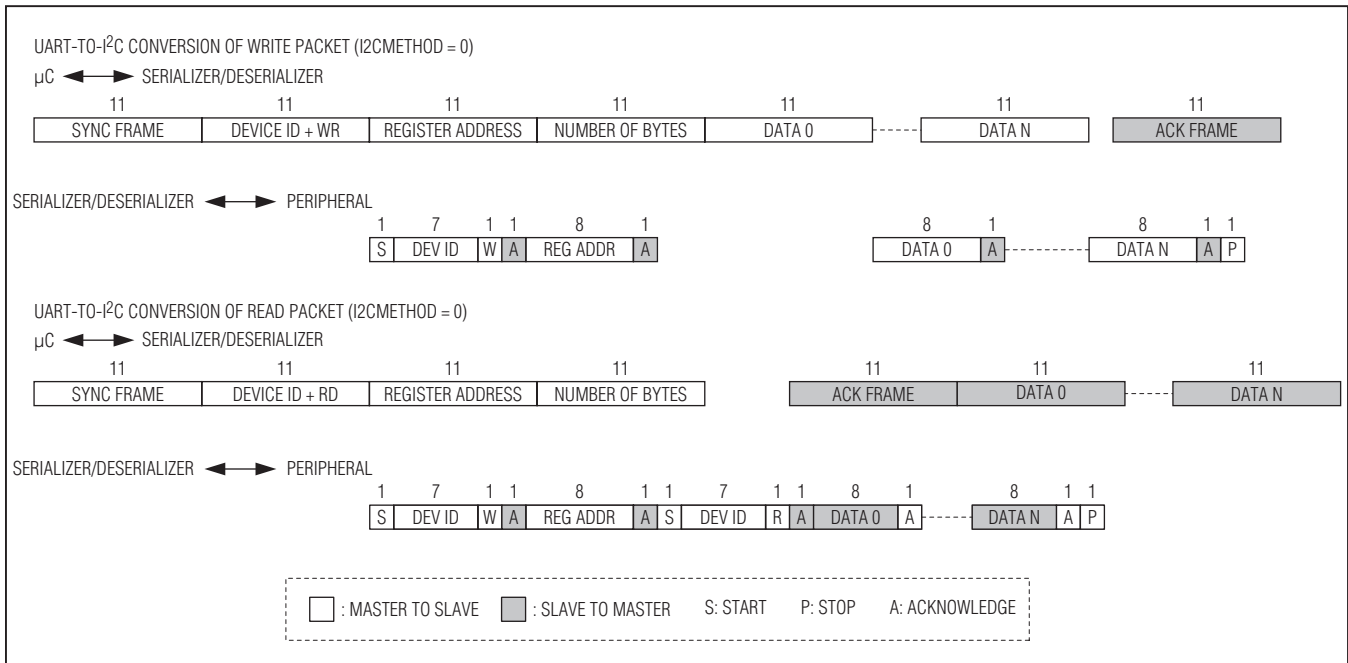 UART-TO-I2C CONVERSION OF WRITE PACKET (I2CMETHOD = 0)
µC SERIALIZER/DESERIALIZER
11 11 11 11 11 11 11
SYNC FRAME DEVICE ID + WR REGISTER ADDRESS NUMBER OF BYTES DATA 0 DATA N ACK FRAME
SERIALIZER/DESERIALIZER PERIPHERAL
1 7 1 1 8 1 8 1 8 1 1
S DEV ID W A REG ADDR A DATA 0 A DATA N A P
UART-TO-I2C CONVERSION OF READ PACKET (I2CMETHOD = 0)
µC SERIALIZER/DESERIALIZER
11 11 11 11 11 11 11
SYNC FRAME DEVICE ID + RD REGISTER ADDRESS NUMBER OF BYTES ACK FRAME DATA 0 DATA N
SERIALIZER/DESERIALIZER PERIPHERAL
1 7 1 1 8 1 1 7 1 1 8 1 8 1 1
S DEV ID W A REG ADDR A S DEV ID R A DATA 0 A DATA N A P
: MASTER TO SLAVE : SLAVE TO MASTER S: START P: STOP A: ACKNOWLEDGE